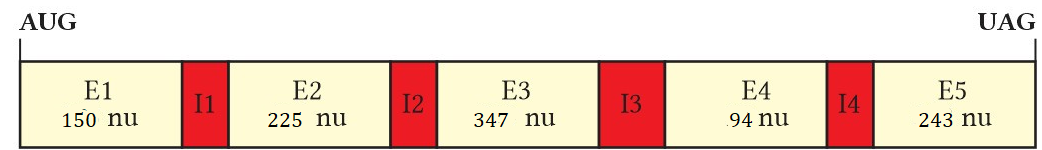 AUG UAG
E1 I1 E2 I2 E3 I3 E4 I4 E5
150 nu 225 nu 347 nu 94 nu 243 nu